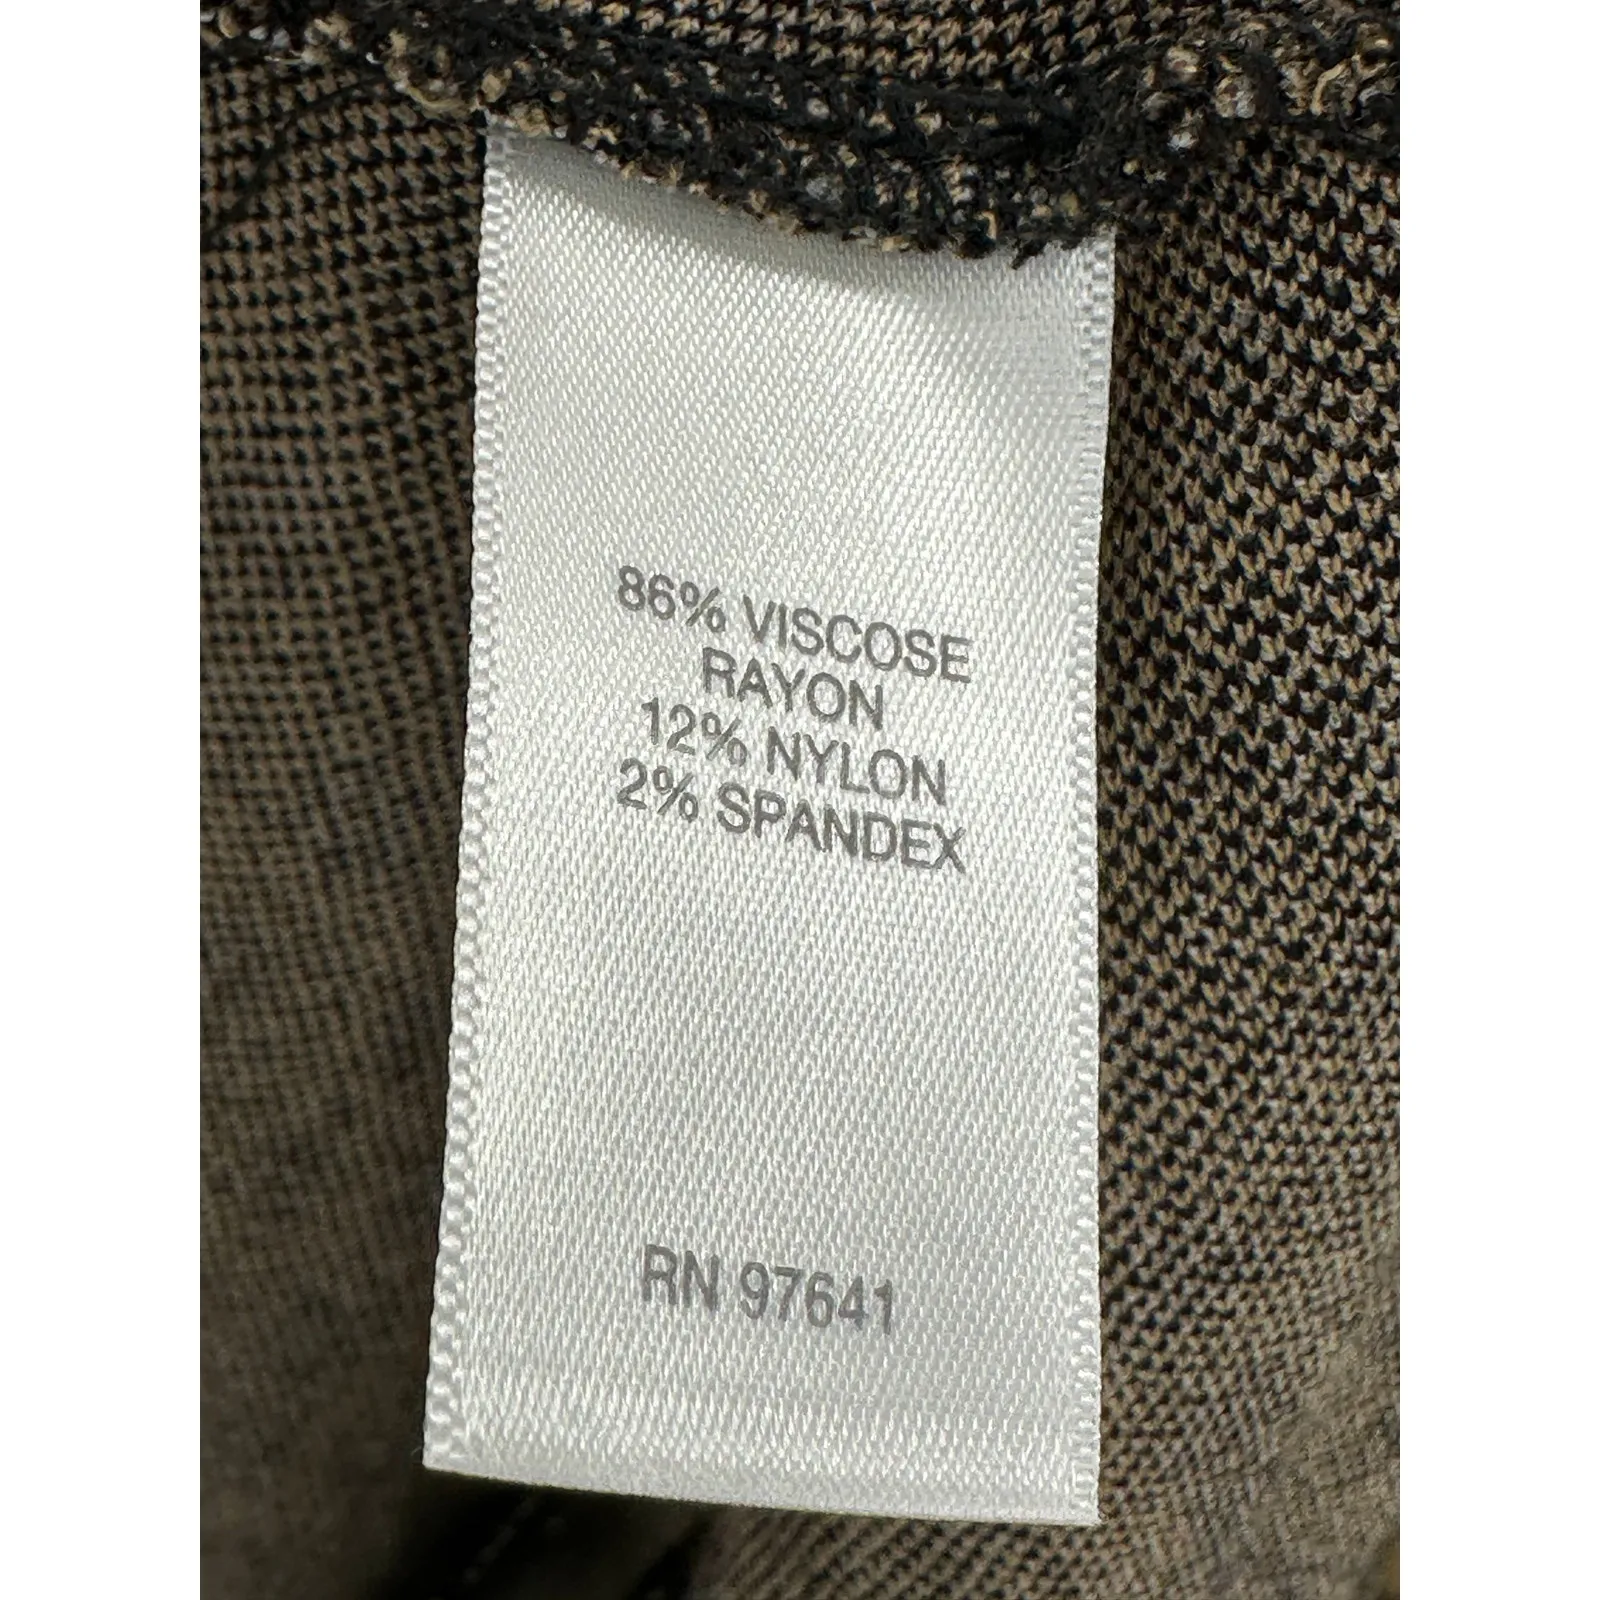 86% VISCOSE
RAYON
12% NYLON
2% SPANDEX
RN 97641